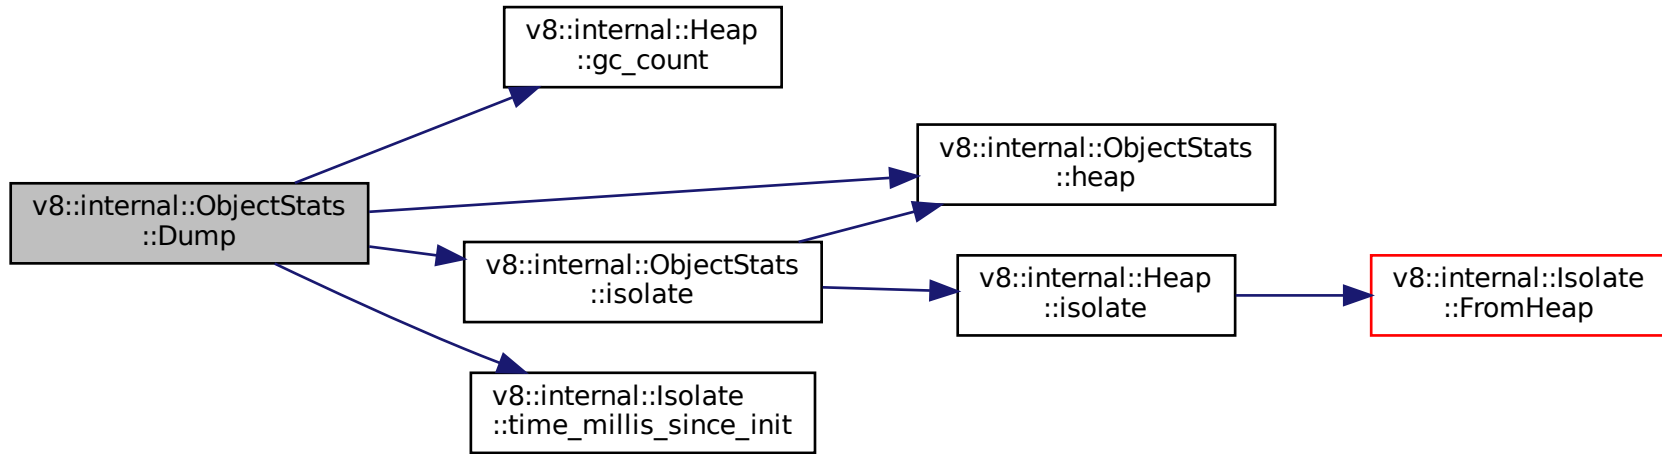 v8::internal::Heap
::gc_count
v8::internal::ObjectStats
::heap
v8::internal::ObjectStats
::Dump
v8::internal::ObjectStats
::isolate
v8::internal::Heap
::isolate
v8::internal::Isolate
::FromHeap
v8::internal::Isolate
::time_millis_since_init